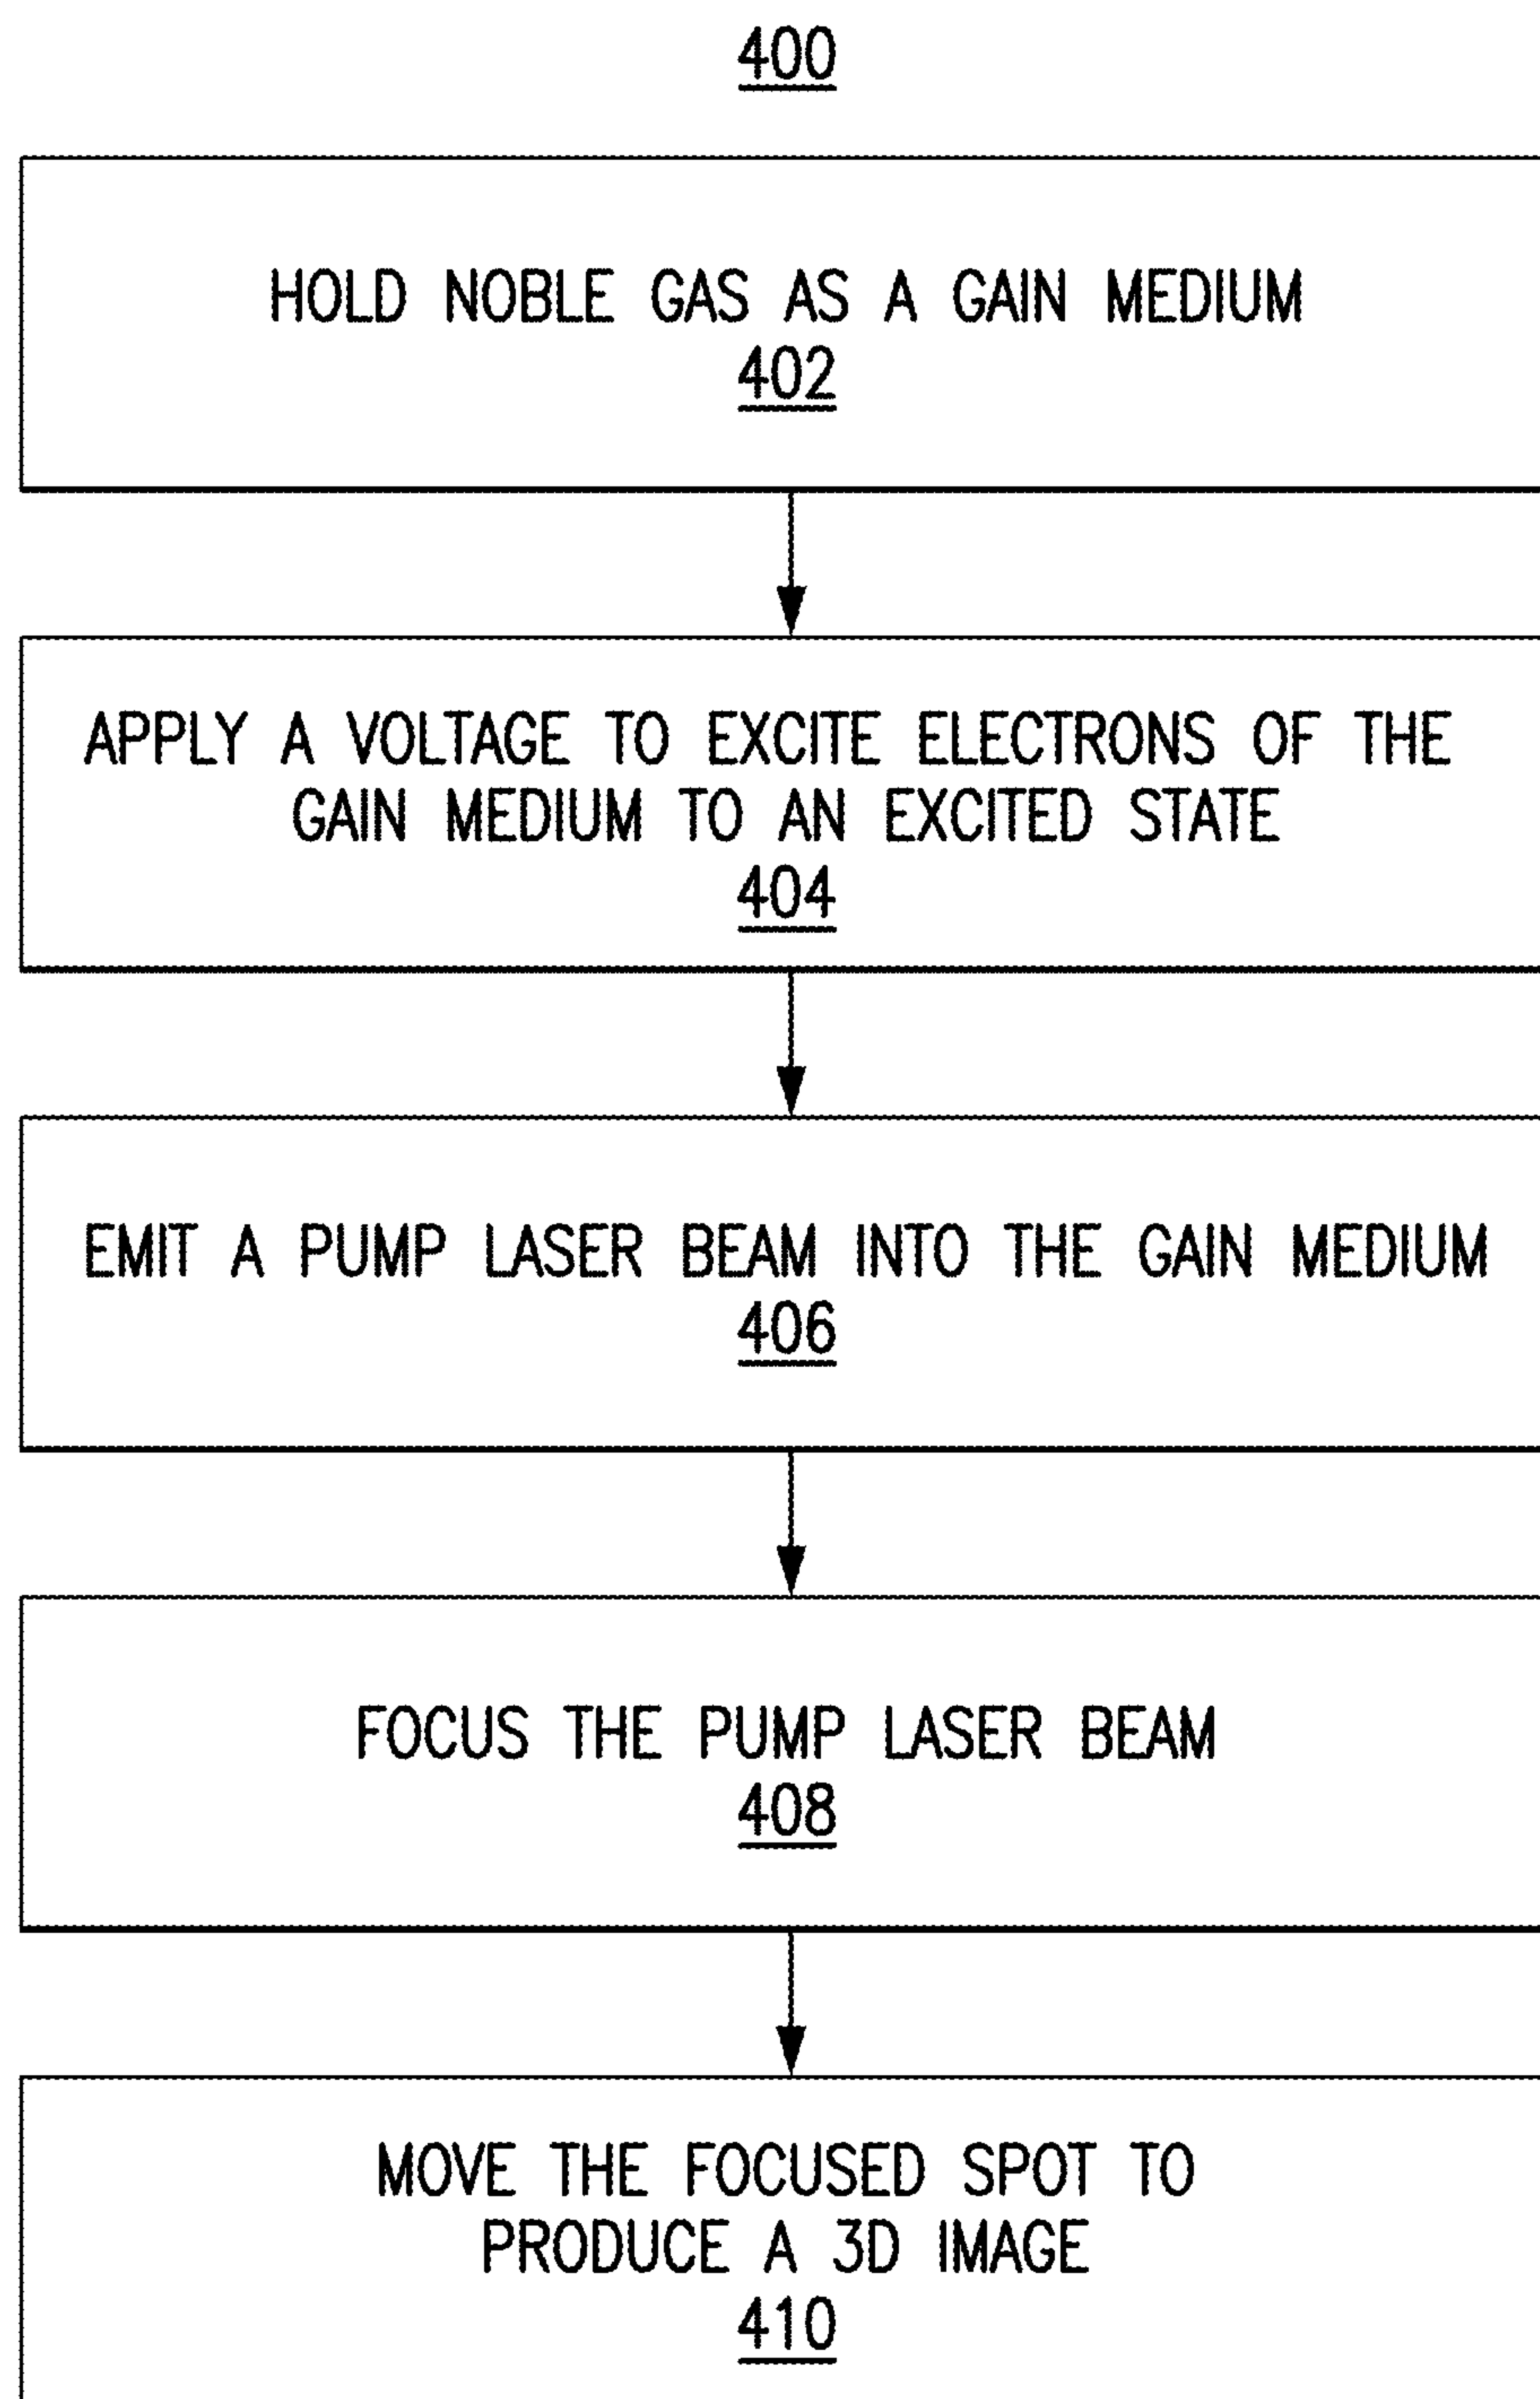 400
HOLD NOBLE GAS AS A GAIN MEDIUM
402
APPLY A VOLTAGE TO EXCITE ELECTRONS OF THE
GAIN MEDIUM TO AN EXCITED STATE
404
EMIT A PUMP LASER BEAM INTO THE GAIN MEDIUM
406
FOCUS THE PUMP LASER BEAM
408
MOVE THE FOCUSED SPOT TO
PRODUCE A 3D IMAGE
410